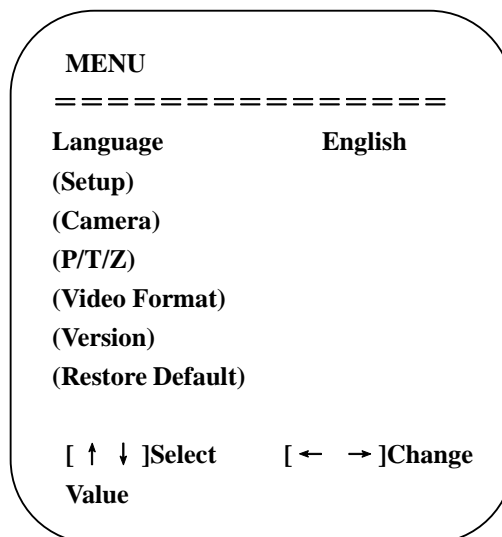 MENU
===============
Language English
(Setup)
(Camera)
(P/T/Z)
(Video Format)
(Version)
(Restore Default)
[ ↑ ↓ ]Select [ ← → ]Change
Value